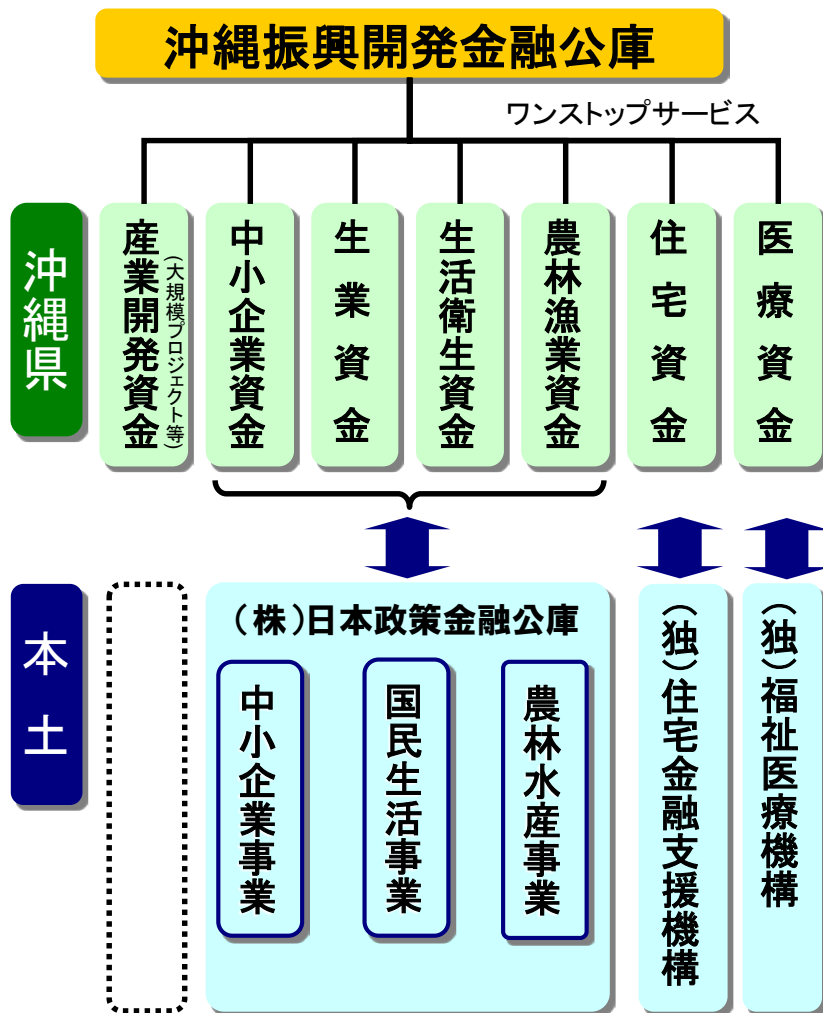 沖縄振興開発金融公庫
ワンストップサービス
沖縄県
産業開発資金
（大規模プロジェクト等）
中小企業資金
生業資金
生活衛生資金
農林漁業資金
住宅資金
医療資金
本土
（株）日本政策金融公庫
中小企業事業
国民生活事業
農林水産事業
（独）住宅金融支援機構
（独）福祉医療機構